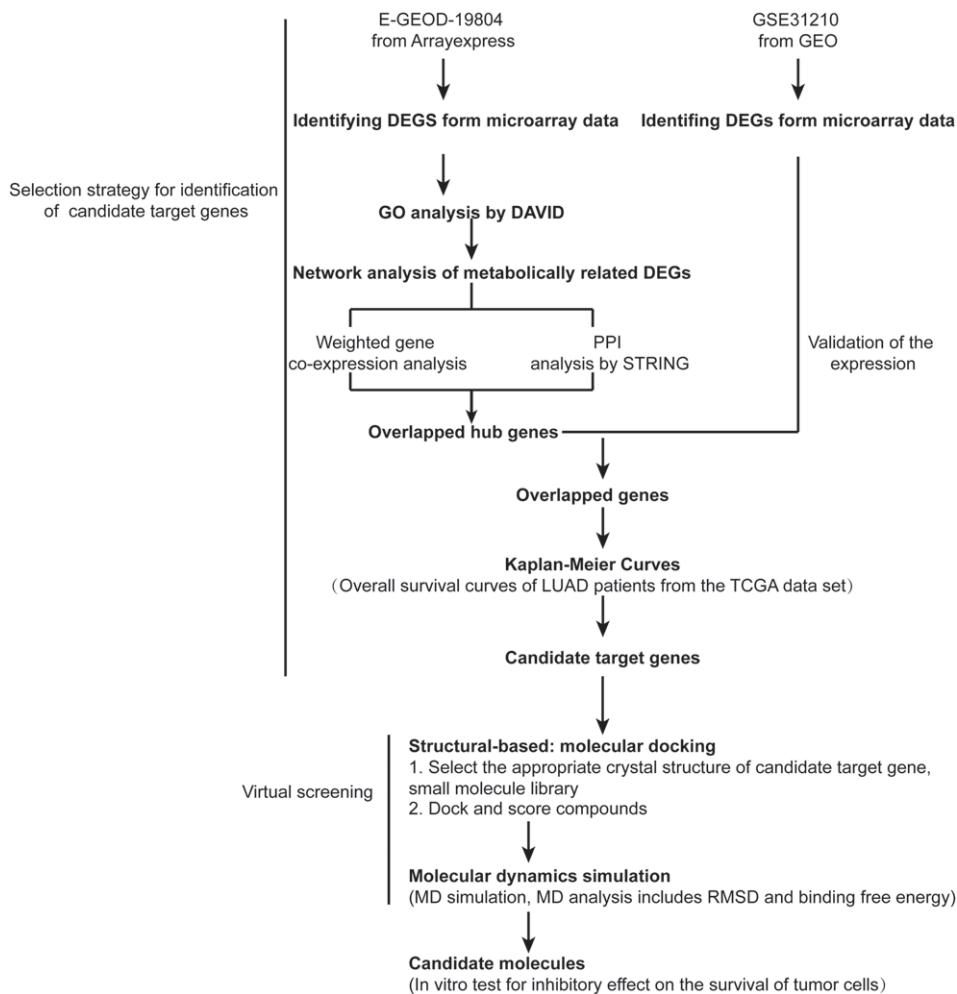 E-GEOD-19804
from Arrayexpress
GSE31210
from GEO
Identifying DEGS form microarray data
Identifing DEGs form microarray data
Selection strategy for identification
of candidate target genes
GO analysis by DAVID
Network analysis of metabolically related DEGs
Weighted gene
co-expression analysis
PPI
analysis by STRING
Validation of the
expression
Overlapped hub genes
Overlapped genes
Kaplan-Meier Curves
（Overall survival curves of LUAD patients from the TCGA data set）
Candidate target genes
Virtual screening
Structural-based: molecular docking
1. Select the appropriate crystal structure of candidate target gene,
small molecule library
2. Dock and score compounds
Molecular dynamics simulation
(MD simulation, MD analysis includes RMSD and binding free energy)
Candidate molecules
(In vitro test for inhibitory effect on the survival of tumor cells）